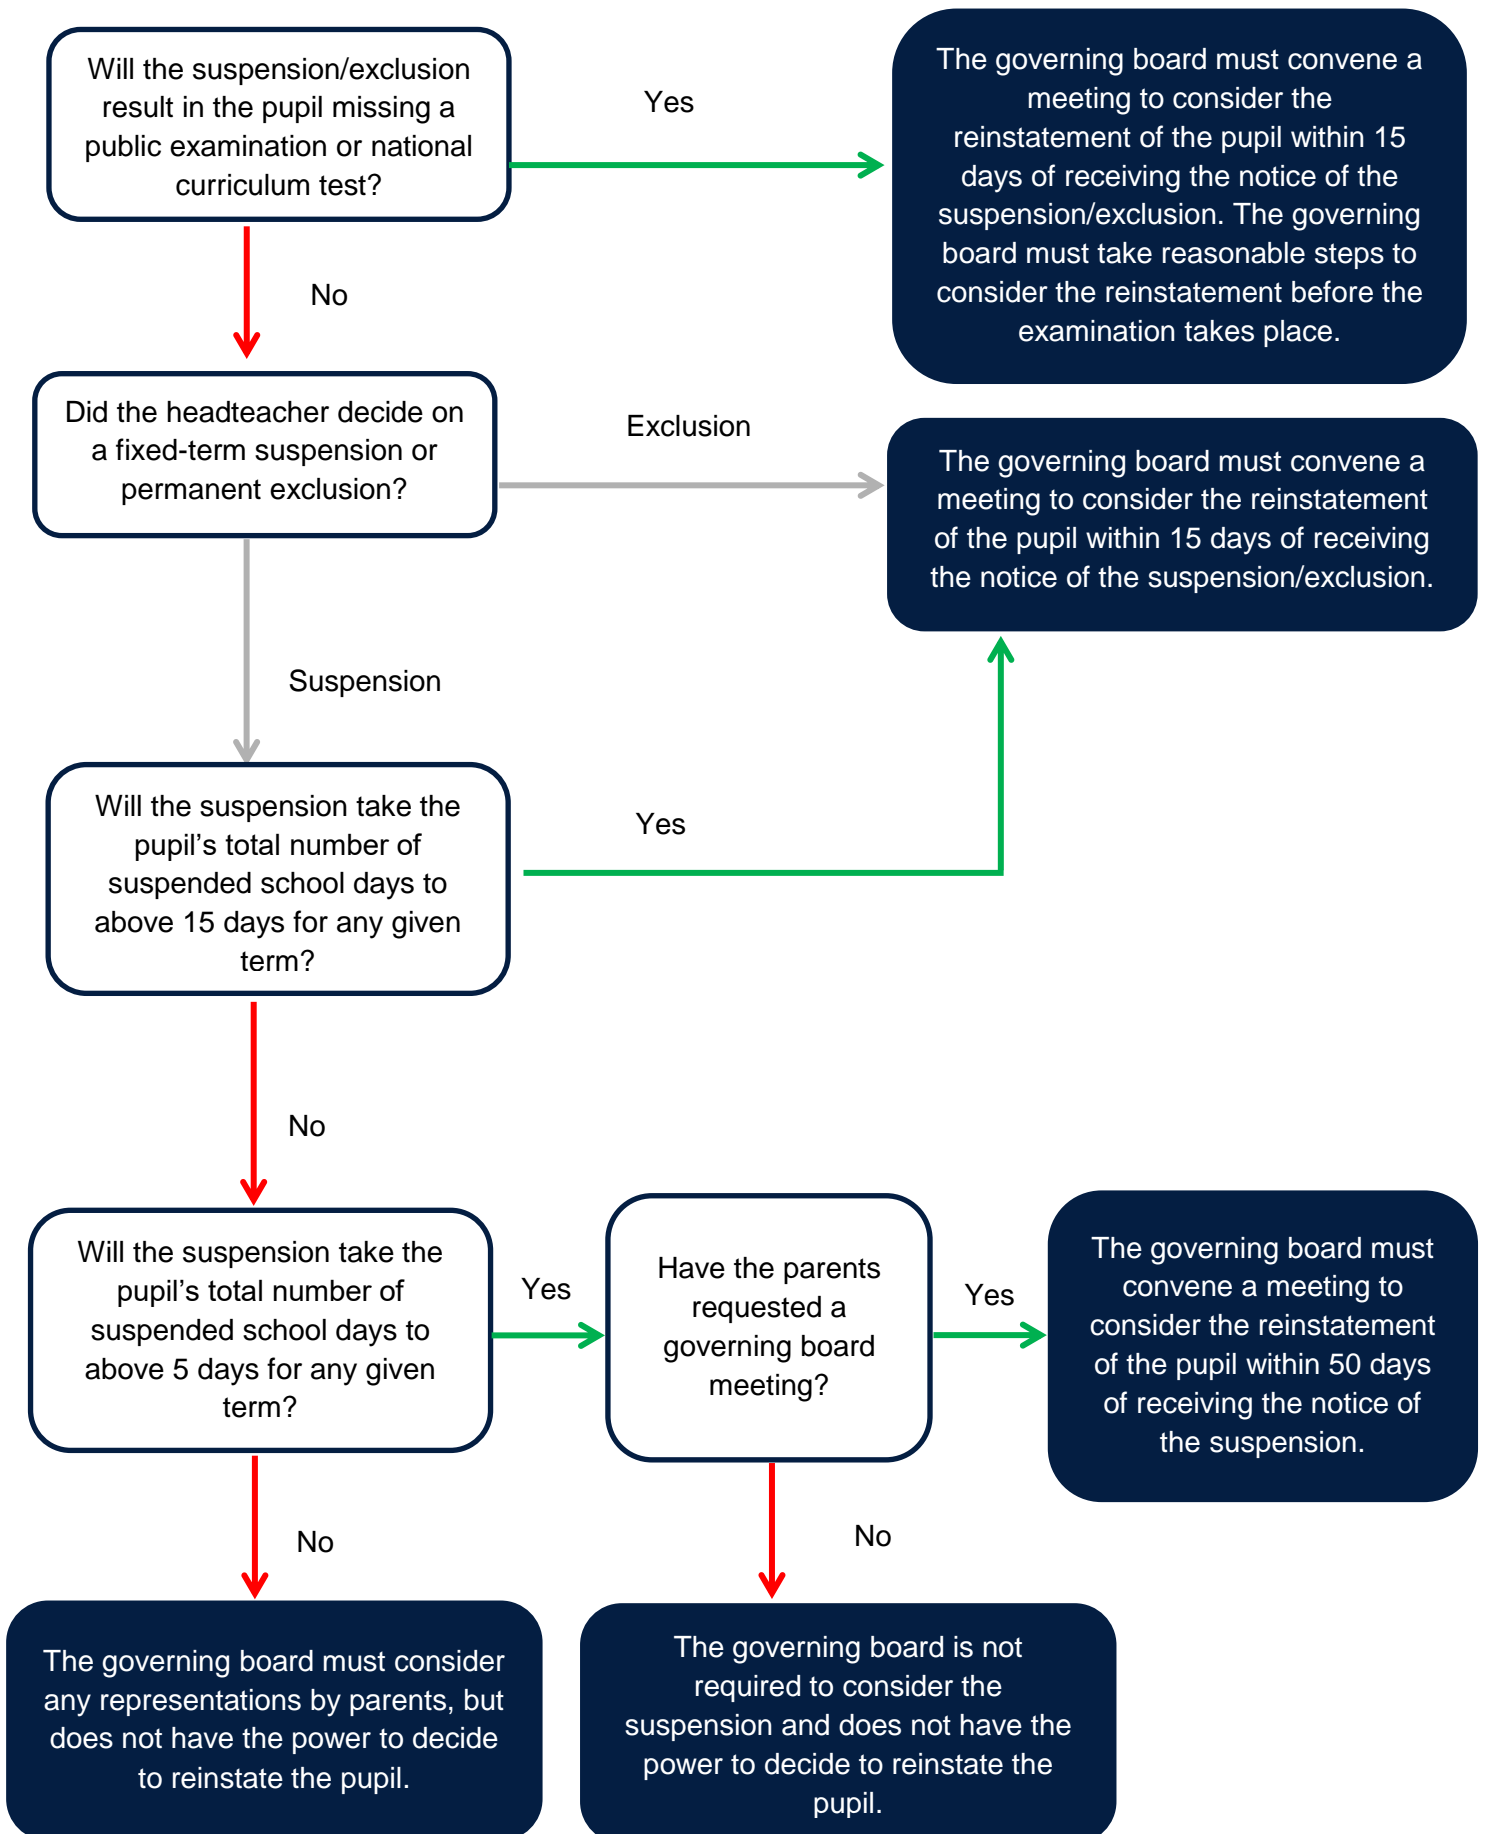 Will the suspension/exclusion
result in the pupil missing a
public examination or national
curriculum test?
Yes
The governing board must convene a
meeting to consider the
reinstatement of the pupil within 15
days of receiving the notice of the
suspension/exclusion. The governing
board must take reasonable steps to
consider the reinstatement before the
examination takes place.
No
Did the headteacher decide on
a fixed-term suspension or
permanent exclusion?
Exclusion
The governing board must convene a
meeting to consider the reinstatement
of the pupil within 15 days of receiving
the notice of the suspension/exclusion.
Suspension
Will the suspension take the
pupil’s total number of
suspended school days to
above 15 days for any given
term?
Yes
No
Will the suspension take the
pupil’s total number of
suspended school days to
above 5 days for any given
term?
Yes
Have the parents
requested a
governing board
meeting?
Yes
The governing board must
convene a meeting to
consider the reinstatement
of the pupil within 50 days
of receiving the notice of
the suspension.
No
No
The governing board must consider
any representations by parents, but
does not have the power to decide
to reinstate the pupil.
The governing board is not
required to consider the
suspension and does not have the
power to decide to reinstate the
pupil.